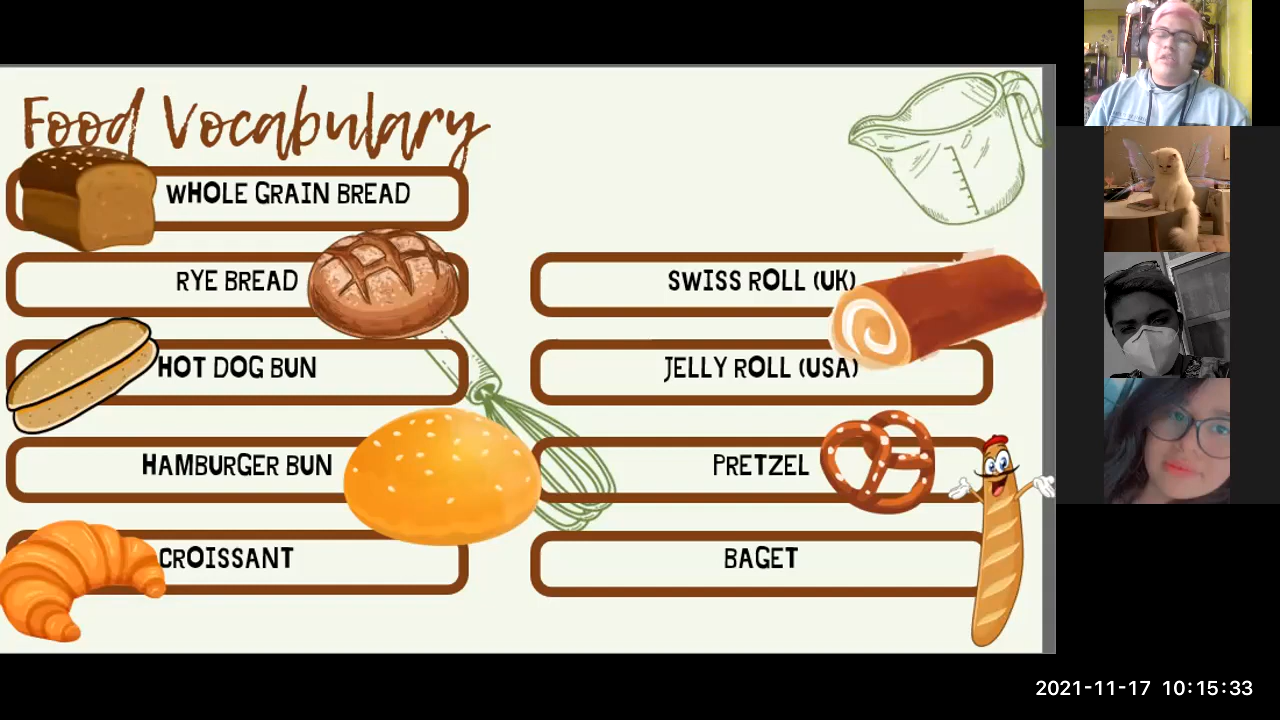 Food Vocabulary
WHOLE GRAIN BREAD
RYE BREAD
HOT DOG BUN
HAMBURGER BUN
CROISSANT
SWISS ROLL (UK)
JELLY ROLL (USA)
PRETZEL
BAGET
2021-11-17 10:15:33